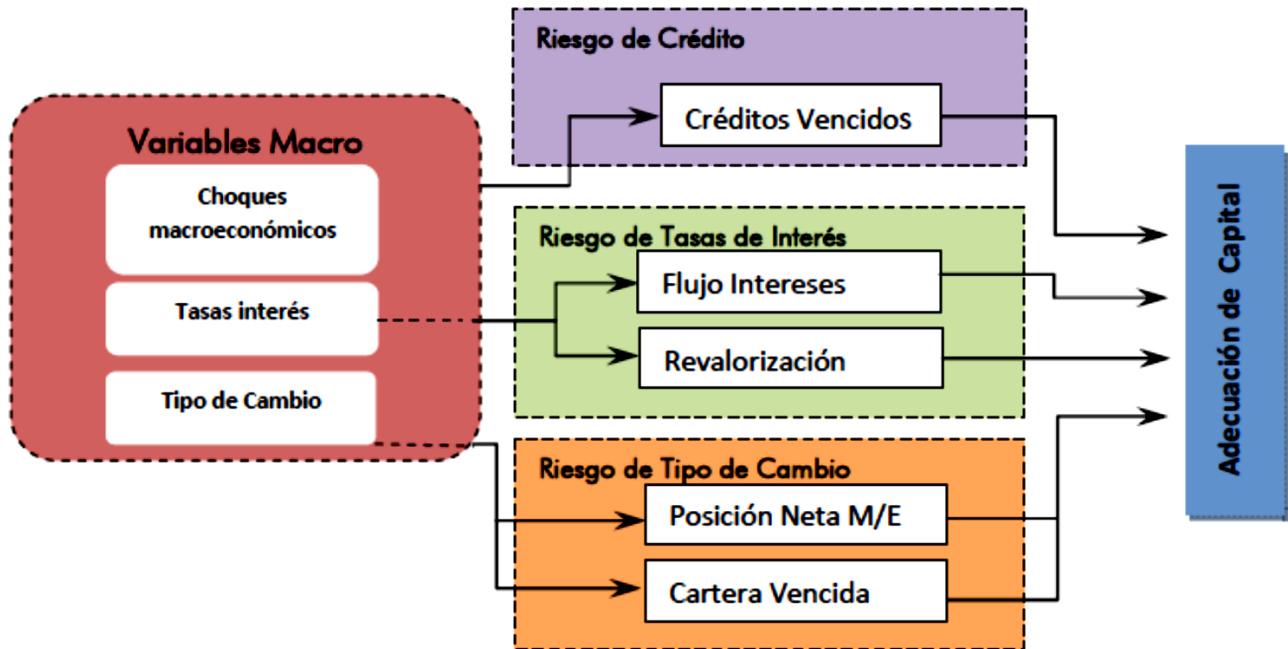 Variables Macro
Choques
macroeconómicos
Tasas interés
Tipo de Cambio
Riesgo de Crédito
Créditos Vencidos
Riesgo de Tasas de Interés
Flujo Intereses
Revalorización
Riesgo de Tipo de Cambio
Posición Neta M/E
Cartera Vencida
Adecuación de Capital